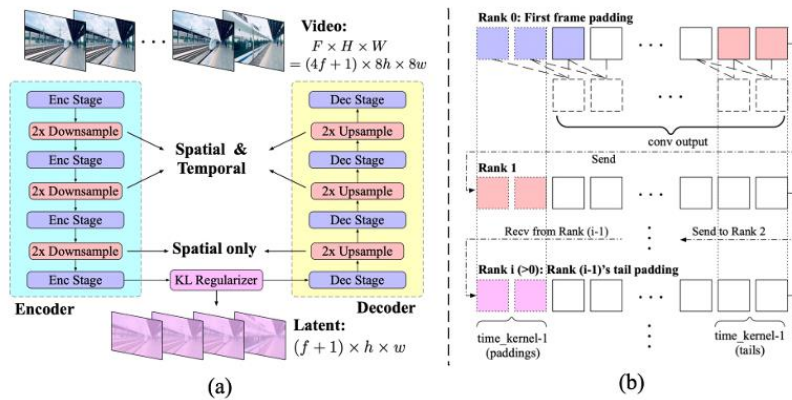 Video:
F × H × W
= (4f + 1) × 8h × 8w
Enc Stage
2x Downsample
Enc Stage
2x Downsample
Enc Stage
2x Downsample
Enc Stage
Encoder
Spatial &
Temporal
Spatial only
KL Regularizer
Dec Stage
2x Upsample
Dec Stage
2x Upsample
Dec Stage
2x Upsample
Dec Stage
Decoder
Latent:
(f + 1) × h × w
(a)
Rank 0: First frame padding
conv output
Send
Rank 1
Recv from Rank (i-1)
Send to Rank 2
Rank i (>0): Rank (i-1)'s tail padding
time_kernel-1
(paddings)
time_kernel-1
(tails)
(b)